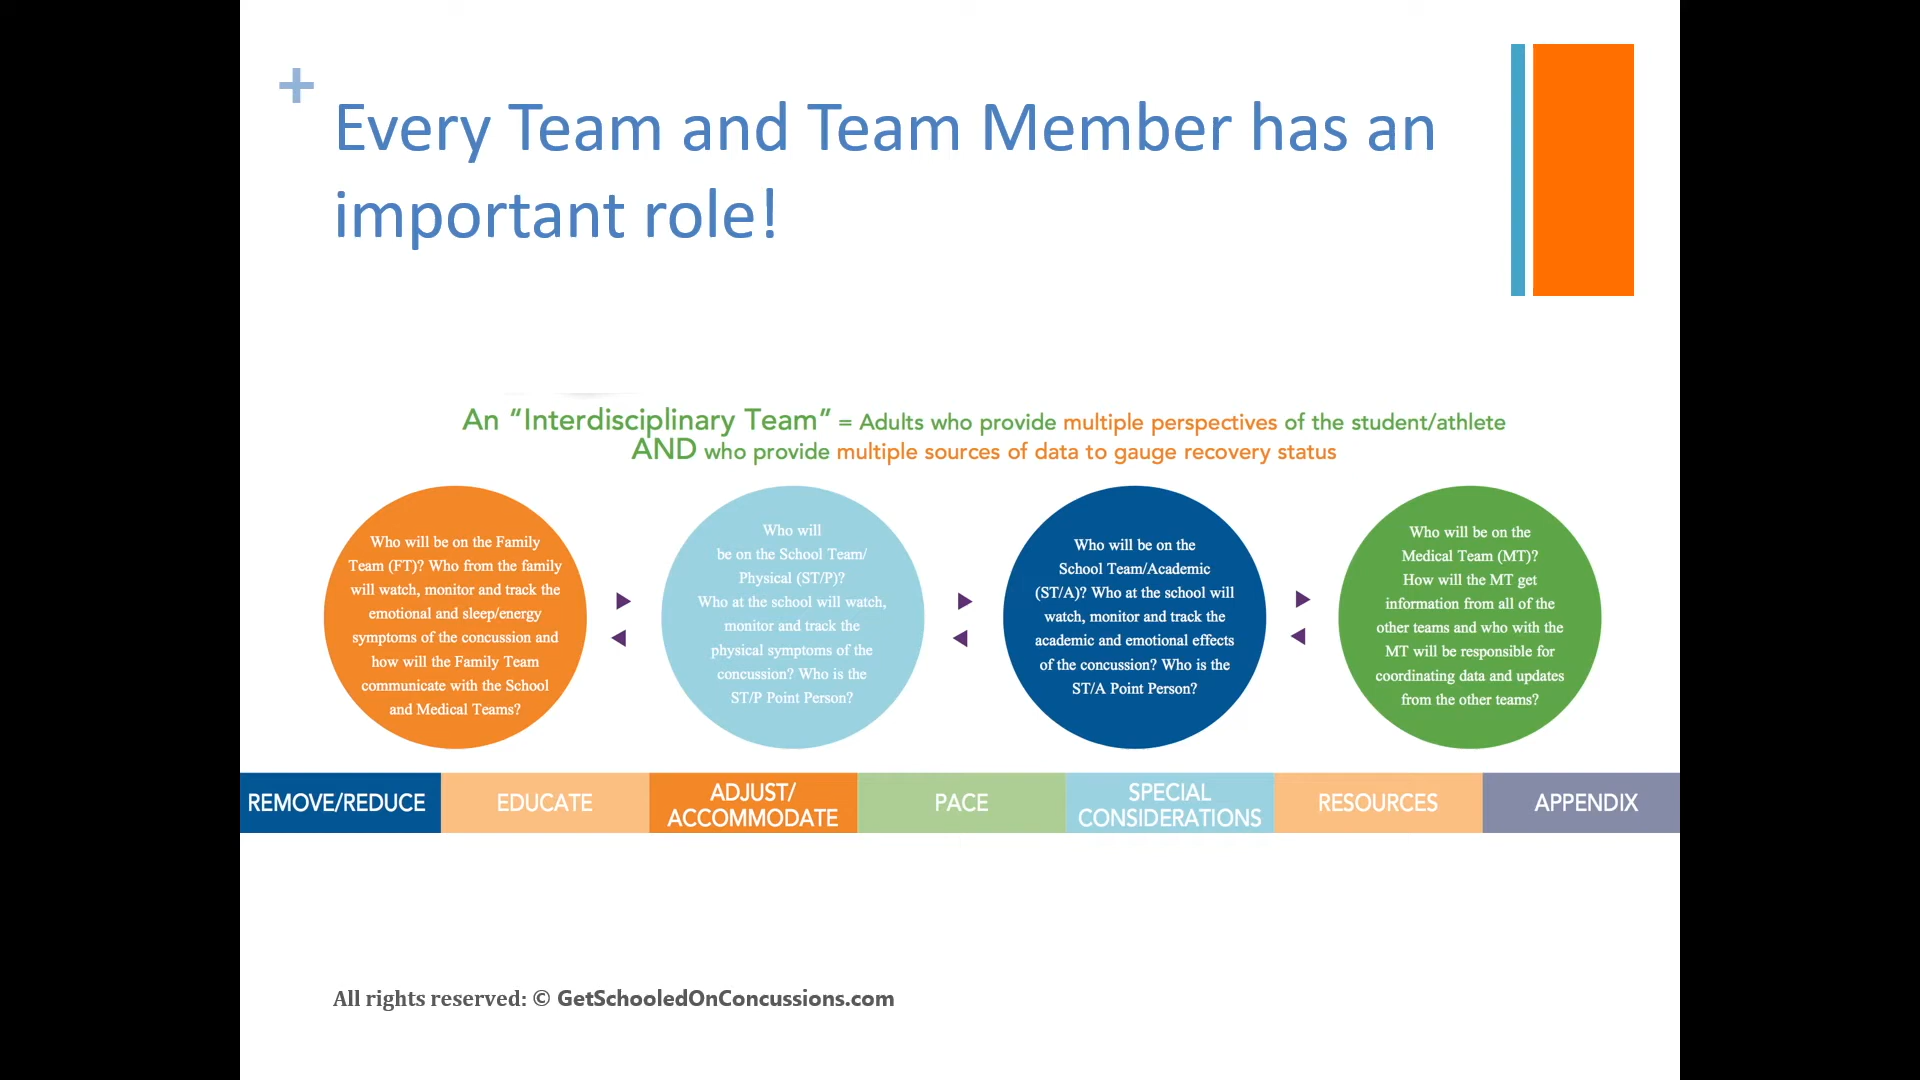 +
Every Team and Team Member has an
important role!
An “Interdisciplinary Team” = Adults who provide multiple perspectives of the student/athlete
AND who provide multiple sources of data to gauge recovery status
Who will be on the Family
Team (FT)? Who from the family
will watch, monitor and track the
emotional and sleep/energy
symptoms of the concussion and
how will the Family Team
communicate with the School
and Medical Teams?
Who will
be on the School Team/
Physical (ST/P)?
Who at the school will watch,
monitor and track the
physical symptoms of the
concussion? Who is the
ST/P Point Person?
Who will be on the
School Team/Academic
(ST/A)? Who at the school will
watch, monitor and track the
academic and emotional effects
of the concussion? Who is the
ST/A Point Person?
Who will be on the
Medical Team (MT)?
How will the MT get
information from all of the
other teams and who with the
MT will be responsible for
coordinating data and updates
from the other teams?
REMOVE/REDUCE
EDUCATE
ADJUST/
ACCOMMODATE
PACE
SPECIAL
CONSIDERATIONS
RESOURCES
APPENDIX
All rights reserved: © GetSchooledOnConcussions.com